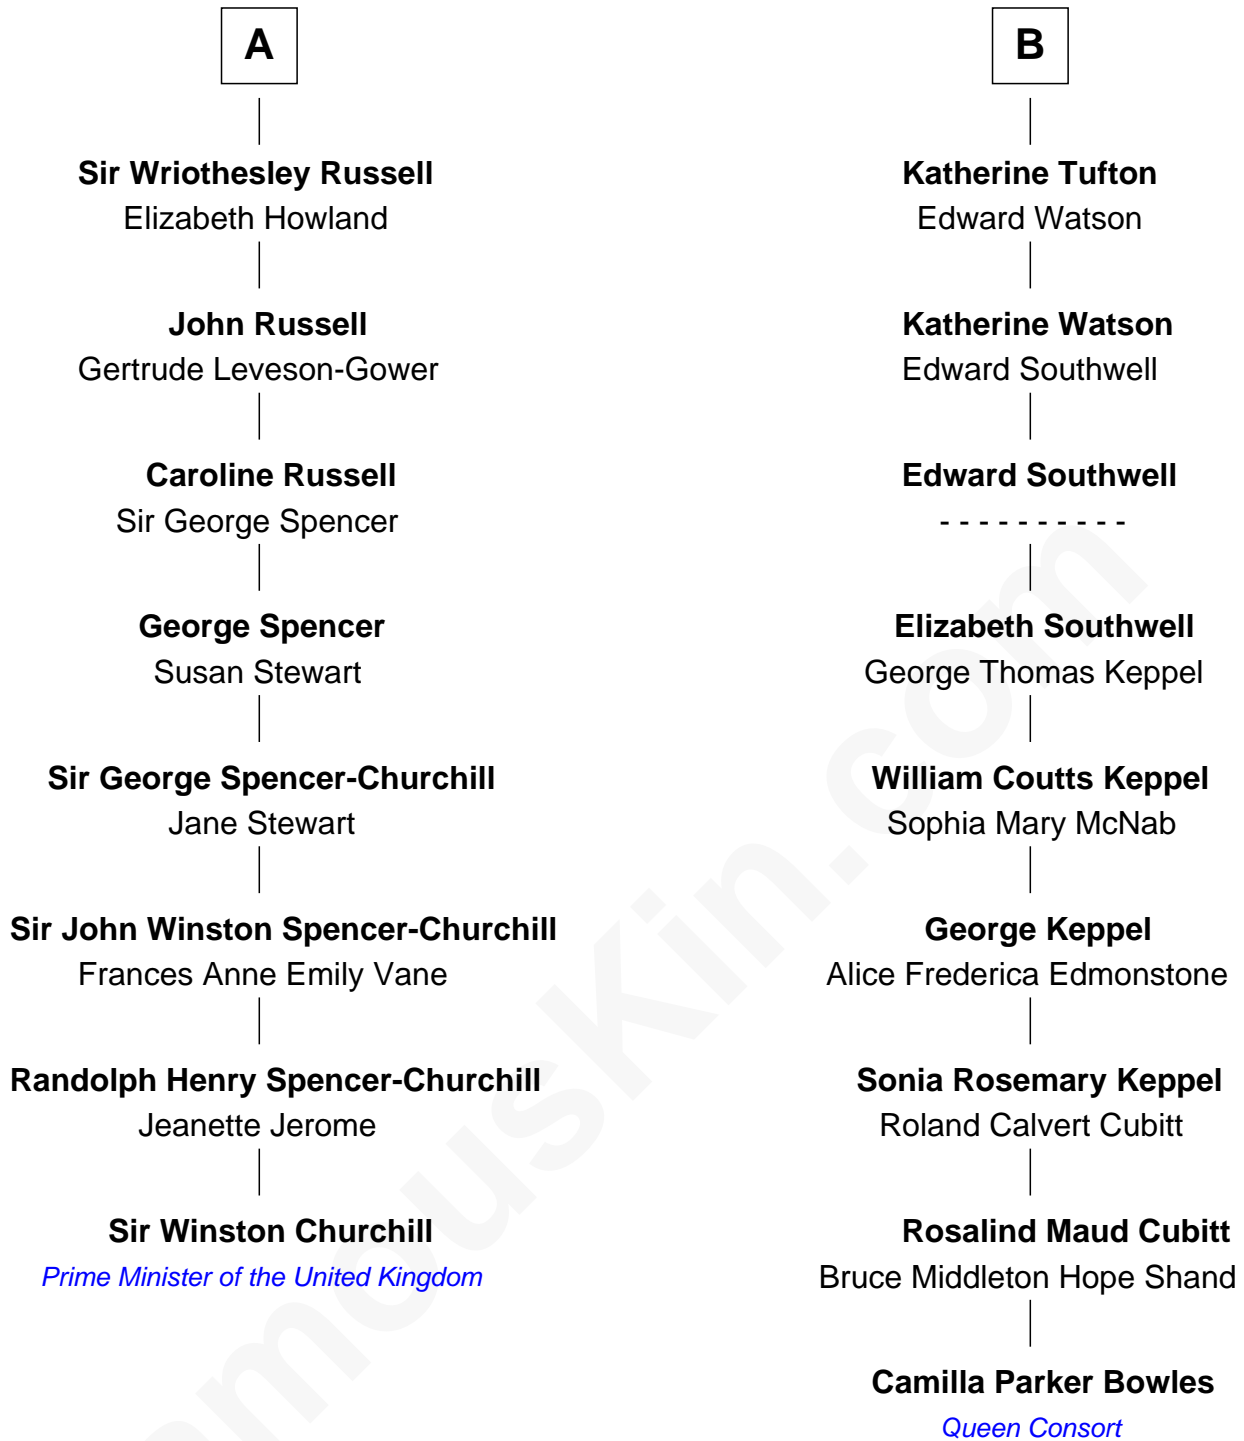 A
Sir Wriothesley Russell
Elizabeth Howland
John Russell
Gertrude Leveson-Gower
Caroline Russell
Sir George Spencer
George Spencer
Susan Stewart
Sir George Spencer-Churchill
Jane Stewart
Sir John Winston Spencer-Churchill
Frances Anne Emily Vane
Randolph Henry Spencer-Churchill
Jeanette Jerome
Sir Winston Churchill
Prime Minister of the United Kingdom
B
Katherine Tufton
Edward Watson
Katherine Watson
Edward Southwell
Edward Southwell
- - - - - - - - - -
Elizabeth Southwell
George Thomas Keppel
William Coutts Keppel
Sophia Mary McNab
George Keppel
Alice Frederica Edmonstone
Sonia Rosemary Keppel
Roland Calvert Cubitt
Rosalind Maud Cubitt
Bruce Middleton Hope Shand
Camilla Parker Bowles
Queen Consort
amousKin.com